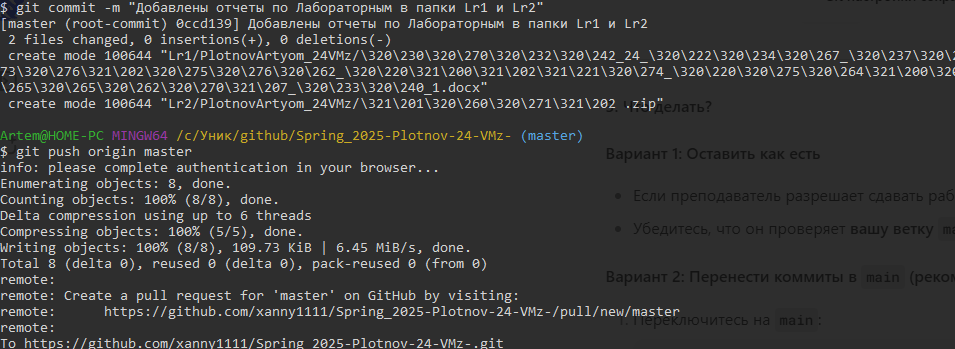 $ git commit -m "Добавлены отчеты по Лабораторным в папки Lr1 и Lr2"
[master (root-commit) 0ccd139] Добавлены отчеты по Лабораторным в папки Lr1 и Lr2
 2 files changed, 0 insertions(+), 0 deletions(-)
 create mode 100644 "Lr1/PlotnovArtyom_24VMz/\320\230\320\270\320\232\320\242_24_\320\222\320\234\320\267_\320\237\320\2
73\320\276\321\202\320\275\320\276\320\262_\320\220\321\200\321\202\321\221\320\274_\320\220\320\275\320\264\321\200\320
\265\320\265\320\262\320\270\321\207_\320\233\320\240_1.docx"
 create mode 100644 "Lr2/PlotnovArtyom_24VMz/\321\201\320\260\320\271\321\202 .zip"
делать?
Artem@HOME-PC MINGW64 /c/Уник/github/Spring_2025-Plotnov-24-VMz- (master)
$ git push origin master
info: please complete authentication in your browser...
Enumerating objects: 8, done.
Counting objects: 100% (8/8), done.
Delta compression using up to 6 threads
Compressing objects: 100% (5/5), done.
Writing objects: 100% (8/8), 109.73 KiB | 6.45 MiB/s, done.
Total 8 (delta 0), reused 0 (delta 0), pack-reused 0 (from 0)
remote:
remote: Create a pull request for 'master' on GitHub by visiting:
remote:      https://github.com/xanny1111/Spring_2025-Plotnov-24-VMz-/pull/new/master
remote:
To https://github.com/xanny1111/Spring_2025-Plotnov-24-VMz-.git
Вариант 1: Оставить как есть
Если преподаватель разрешает сдавать
Убедитесь, что он проверяет вашу ветку
Вариант 2: Перенести коммиты в main
Переключитесь на main: